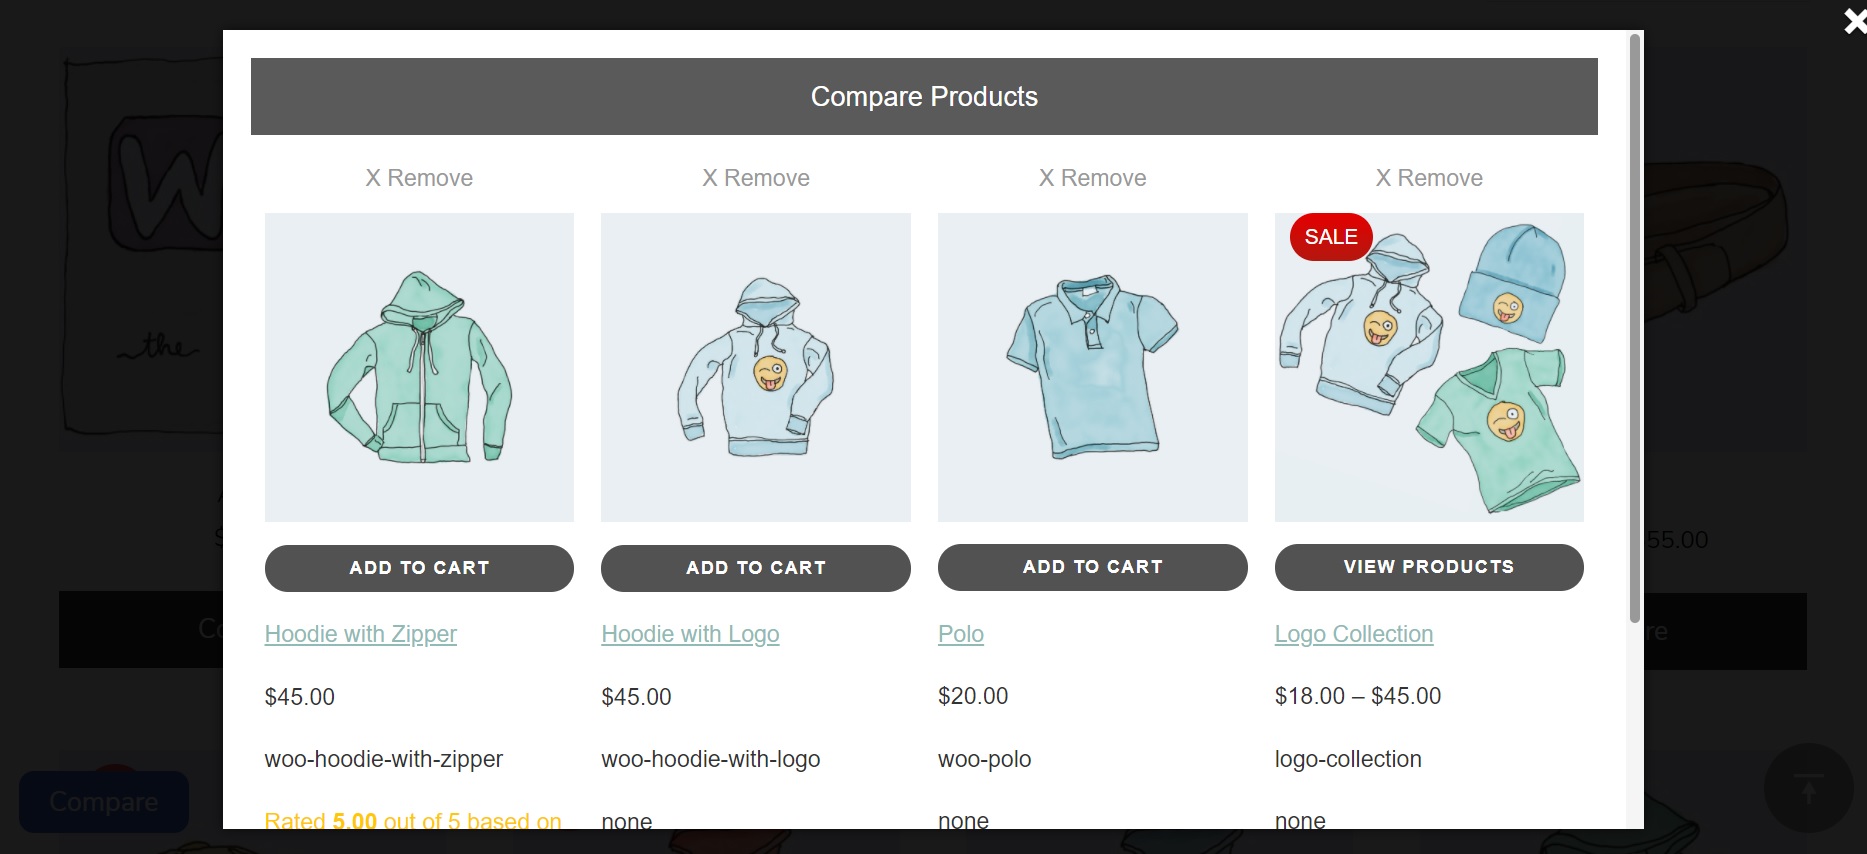 Compare Products
X Remove X Remove X Remove X Remove
SALE
ADD TO CART ADD TO CART ADD TO CART VIEW PRODUCTS
Hoodie with Zipper Hoodie with Logo Polo Logo Collection
$45.00 $45.00 $20.00 $18.00 – $45.00
woo-hoodie-with-zipper woo-hoodie-with-logo woo-polo logo-collection
Rated 5.00 out of 5 based on none none none
the
55.00
Compare